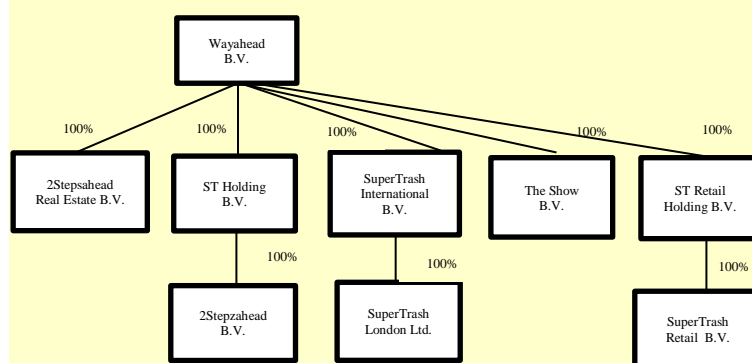 Wayahead
B.V.
100%
100%
100%
100%
100%
2Stepsahead
Real Estate B.V.
ST Holding
B.V.
SuperTrash
International
B.V.
The Show
B.V.
ST Retail
Holding B.V.
100%
100%
100%
2Stepzahead
B.V.
SuperTrash
London Ltd.
SuperTrash
Retail B.V.